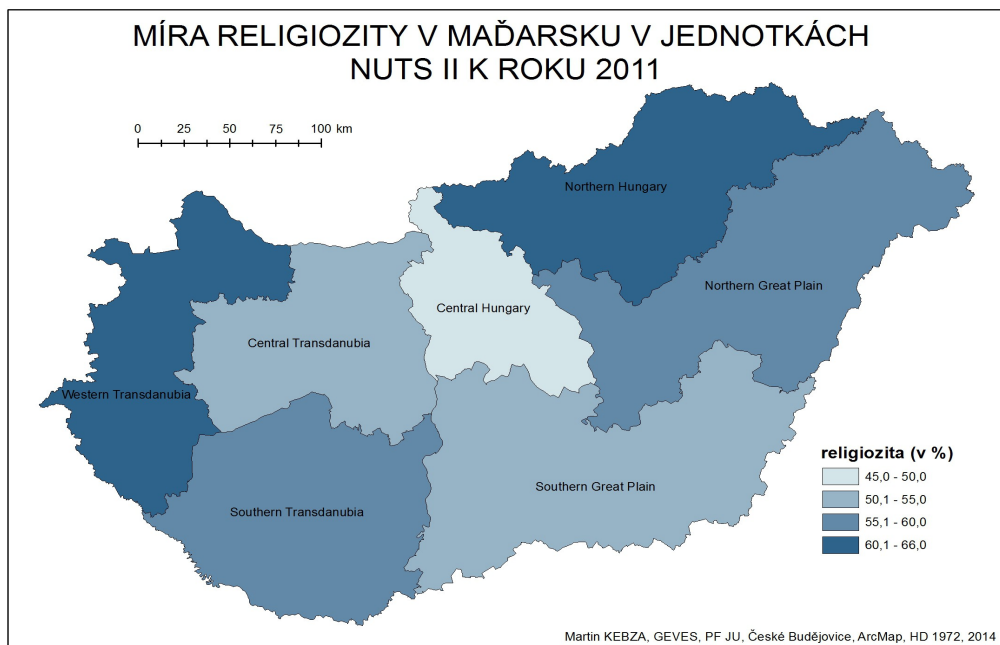 MÍRA RELIGIOZITY V MAĎARSKU V JEDNOTKÁCH
NUTS II K ROKU 2011
0 25 50 75 100 km
Northern Hungary
Northern Great Plain
Central Hungary
Central Transdanubia
Western Transdanubia
Southern Great Plain
Southern Transdanubia
religiozita (v %)
45,0 - 50,0
50,1 - 55,0
55,1 - 60,0
60,1 - 66,0
Martin KEBZA, GEVES, PF JU, České Budějovice, ArcMap, HD 1972, 2014